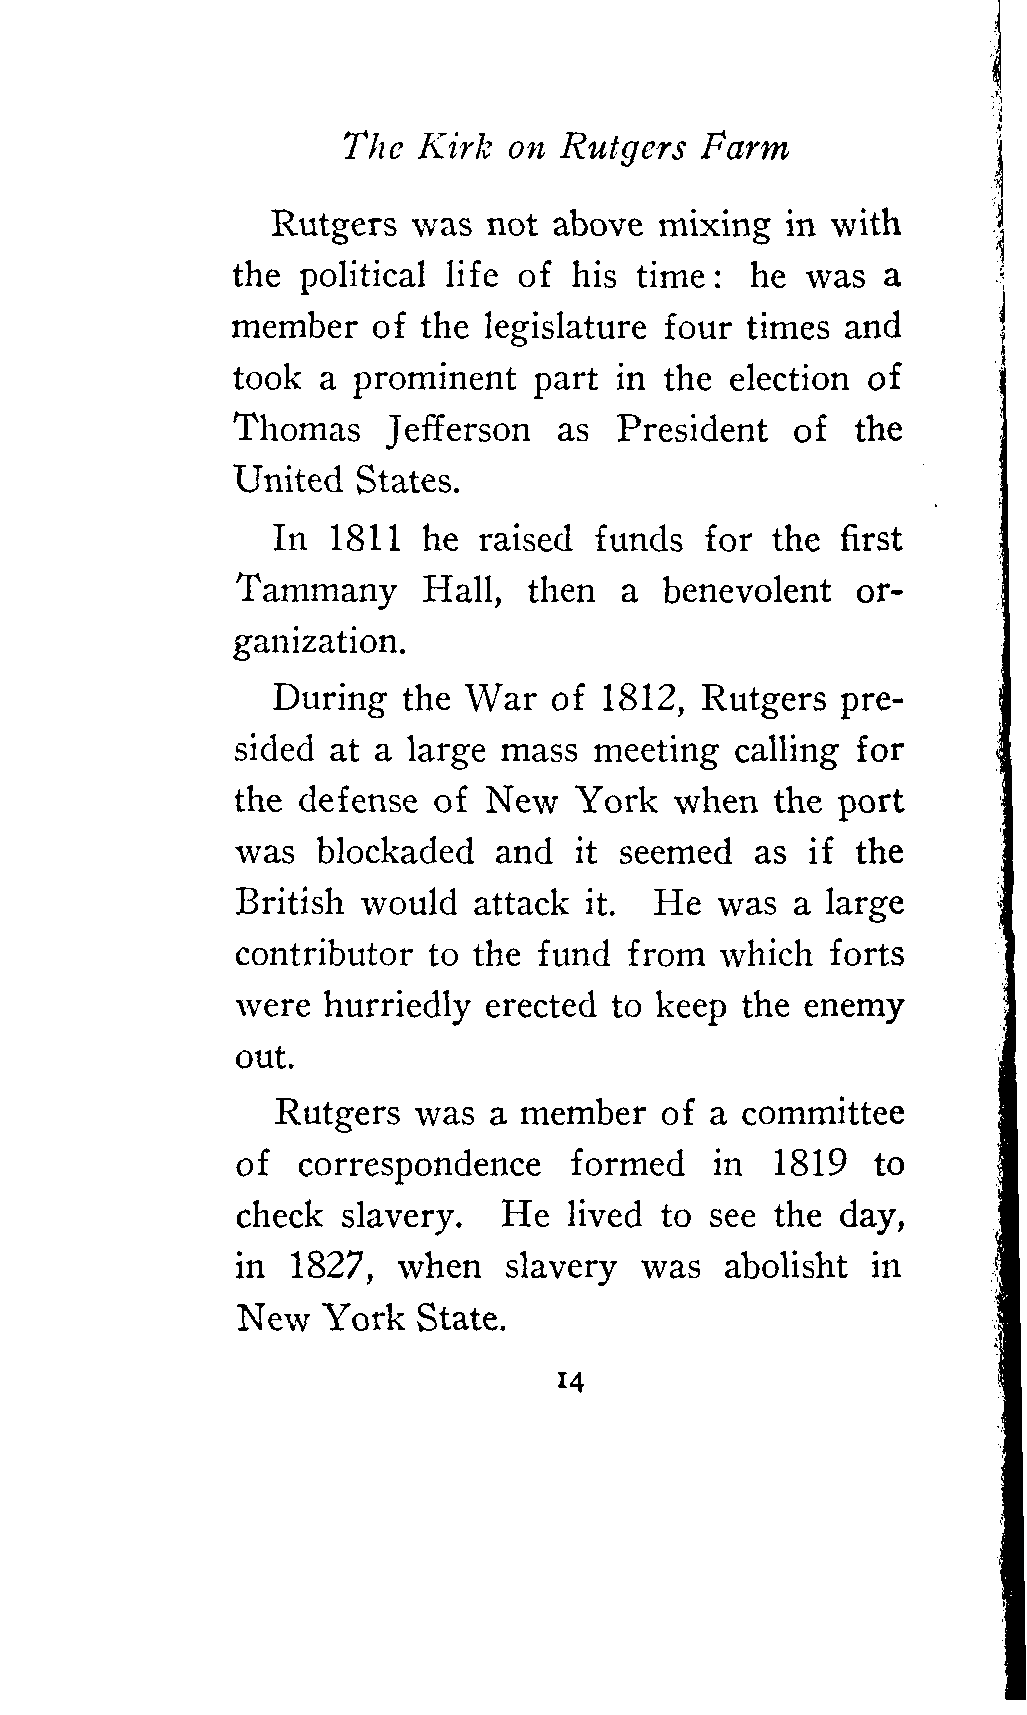 The Kirk on Rutgers Farm
Rutgers was not above mixing in with
the political life of his time: he was a
member of the legislature four times and
took a prominent part in the election of
Thomas Jefferson as President of the
United States.
In 1811 he raised funds for the first
Tammany Hall, then a benevolent or-
ganization.
During the War of 1812, Rutgers pre-
sided at a large mass meeting calling for
the defense of New York when the port
was blockaded and it seemed as if the
British would attack it. He was a large
contributor to the fund from which forts
were hurriedly erected to keep the enemy
out.
Rutgers was a member of a committee
of correspondence formed in 1819 to
check slavery. He lived to see the day,
in 1827, when slavery was abolisht in
New York State.
14